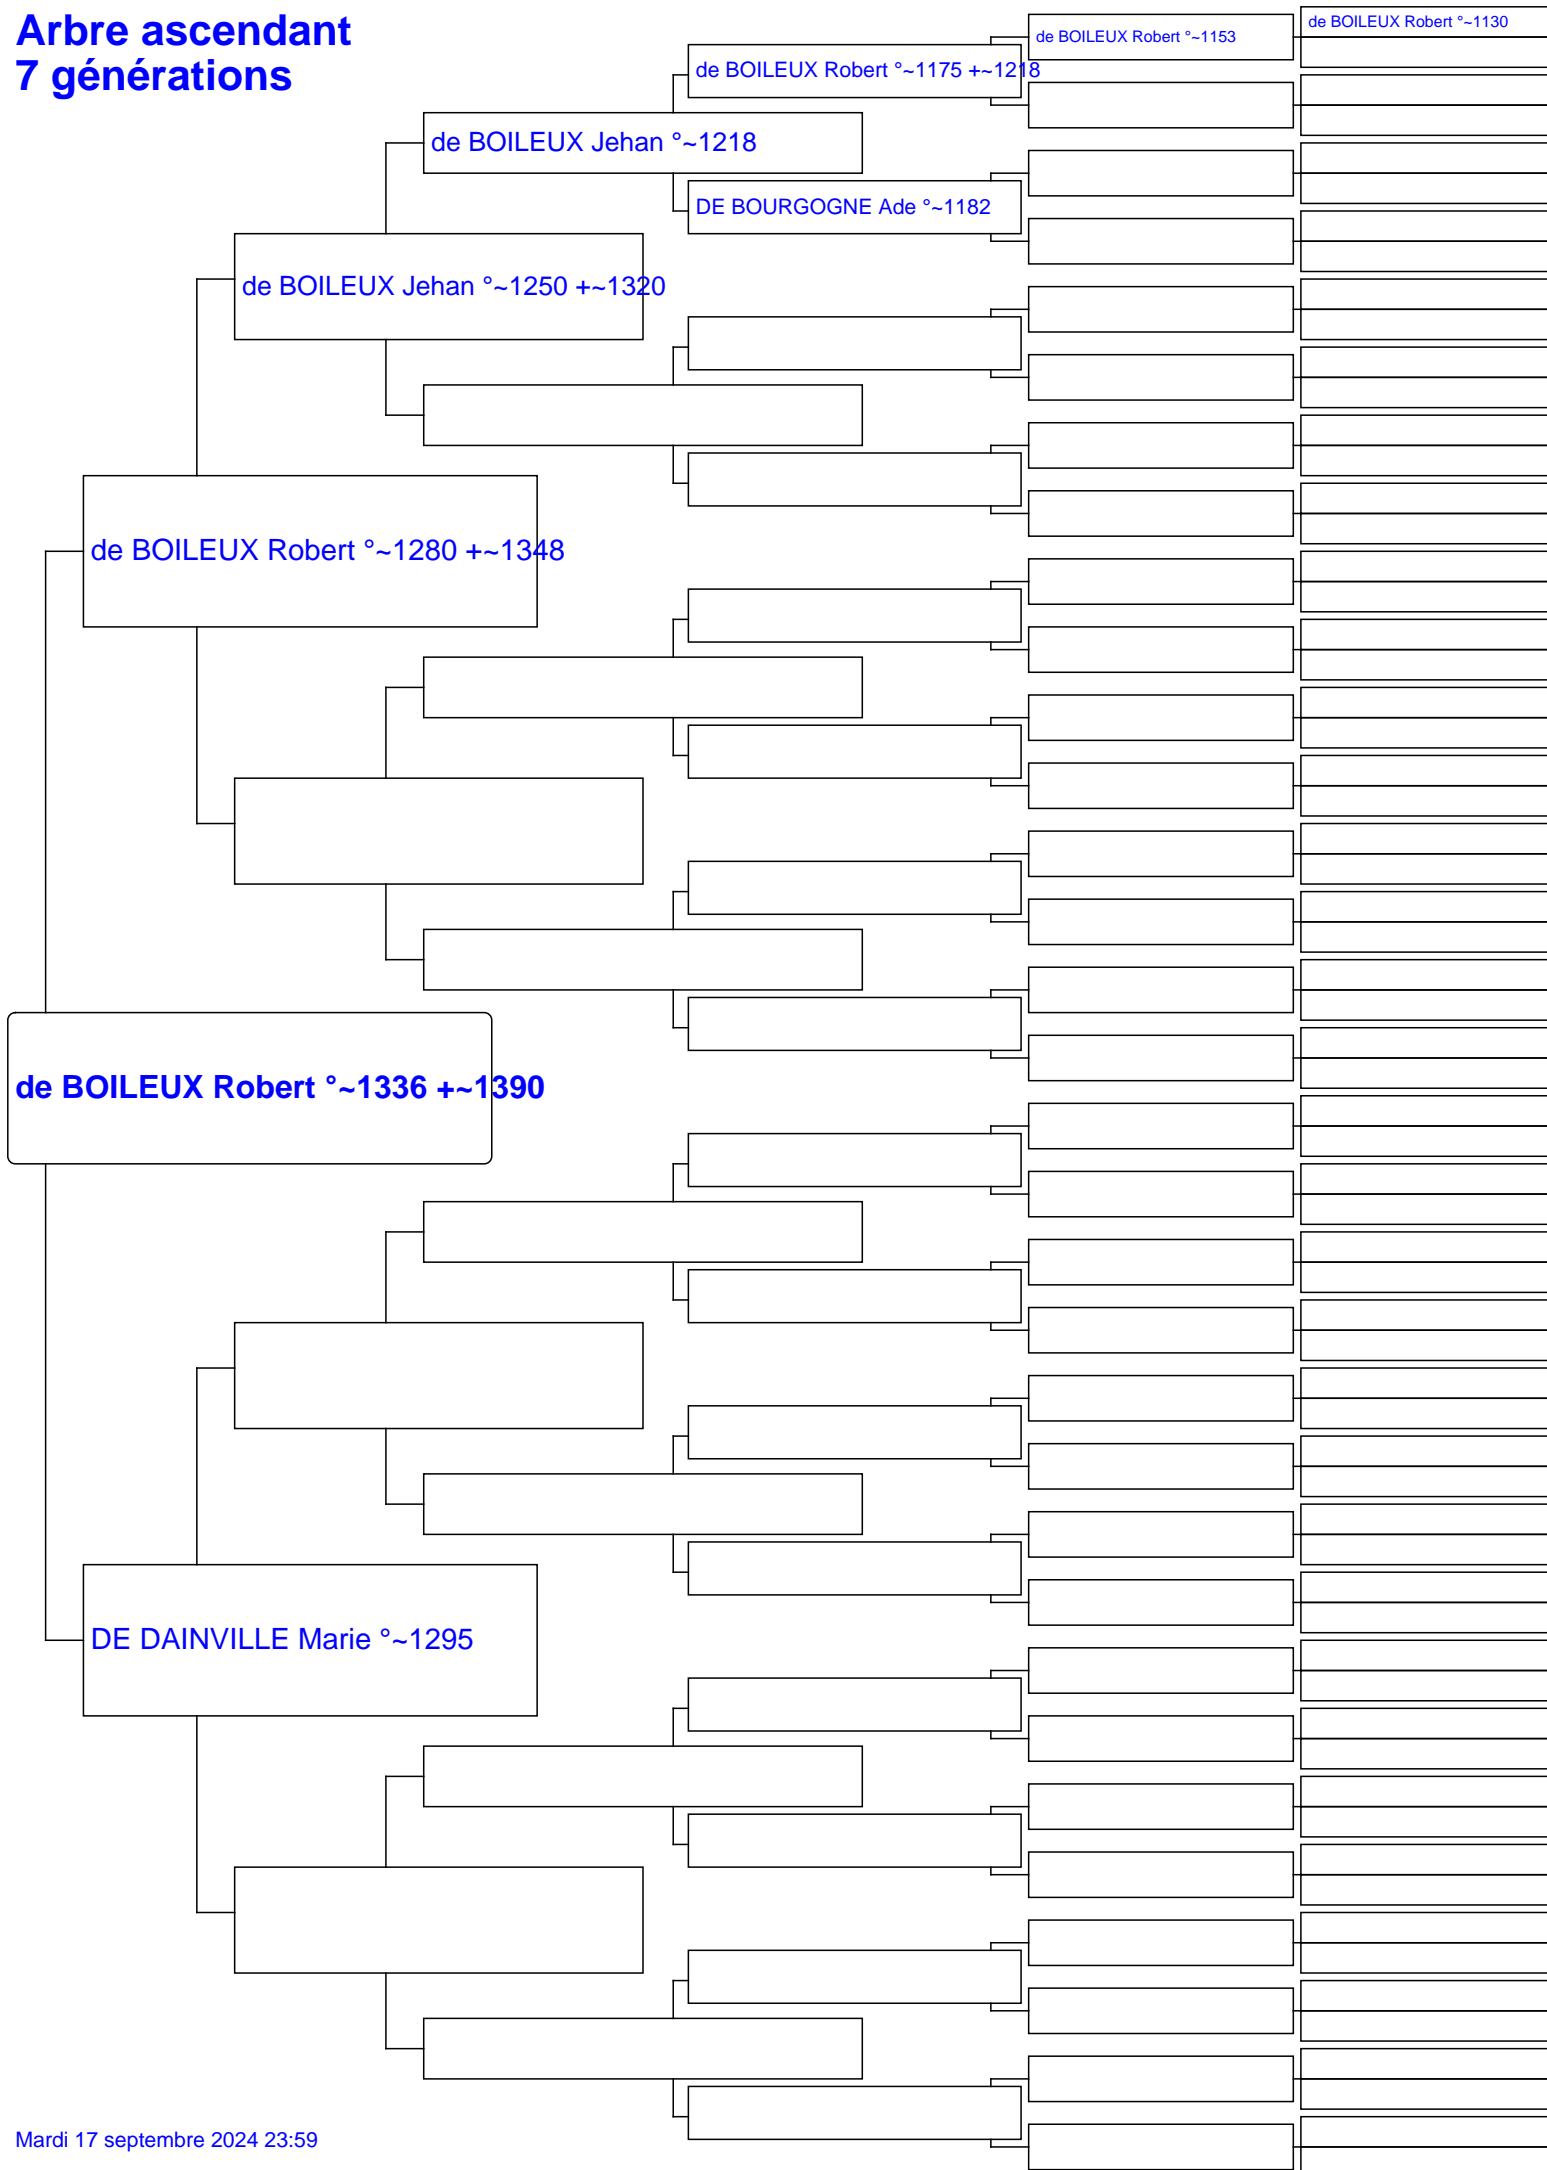 Arbre ascendant
7 générations
de BOILEUX Robert °~1130
de BOILEUX Robert °~1153
de BOILEUX Robert °~1175 +~1218
de BOILEUX Jehan °~1218
DE BOURGOGNE Ade °~1182
de BOILEUX Jehan °~1250 +~1320
de BOILEUX Robert °~1280 +~1348
de BOILEUX Robert °~1336 +~1390
DE DAINVILLE Marie °~1295
Mardi 17 septembre 2024 23:59